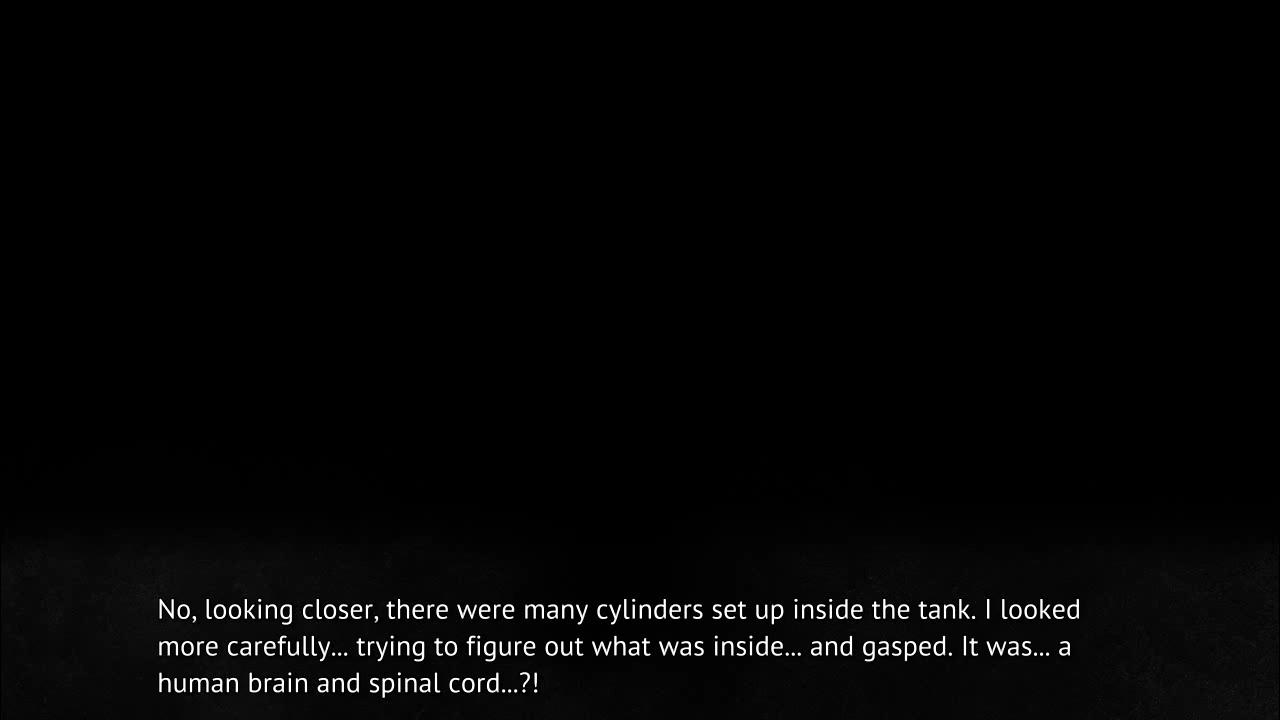 No, looking closer, there were many cylinders set up inside the tank. I looked
more carefully... trying to figure out what was inside... and gasped. It was... a
human brain and spinal cord...?!